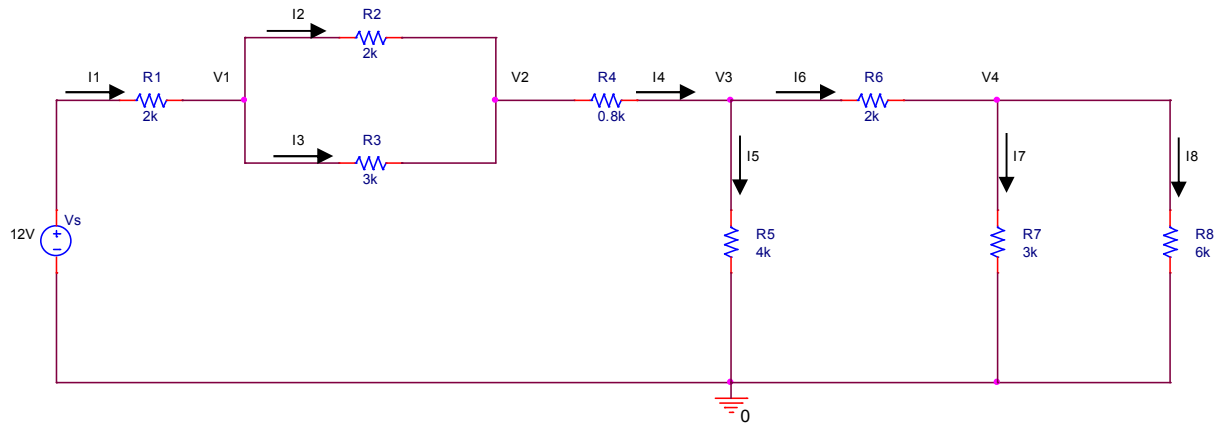 I2 R2
2k
I1 R1 V1 V2 R4 I4 V3 I6 R6 V4
2k 0.8k 2k
I3 R3
3k
I5 I7 I8
Vs
12V
R5 R7 R8
4k 3k 6k
0